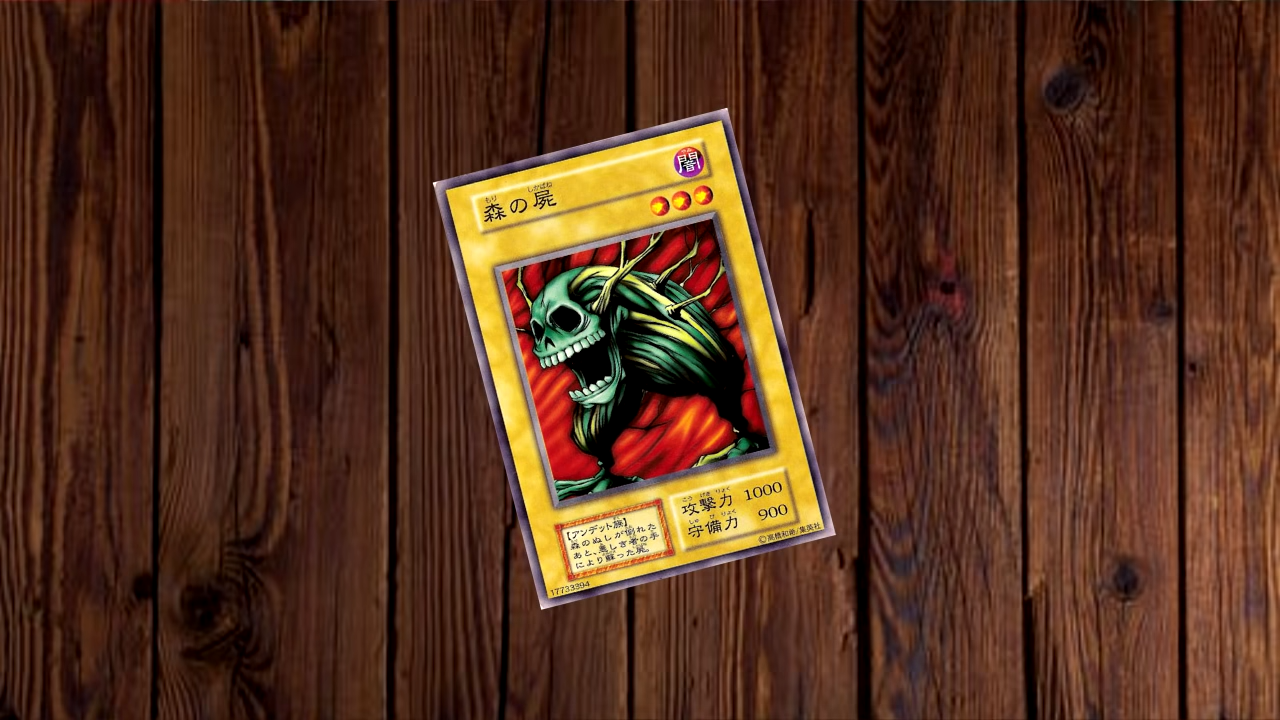 森の屍
闇
攻撃力 1000
守備力 900
【アンデット族】
森のぬしが倒れた
あと、悪しき者の手
により蘇った屍。
17733394
©高橋和希/集英社